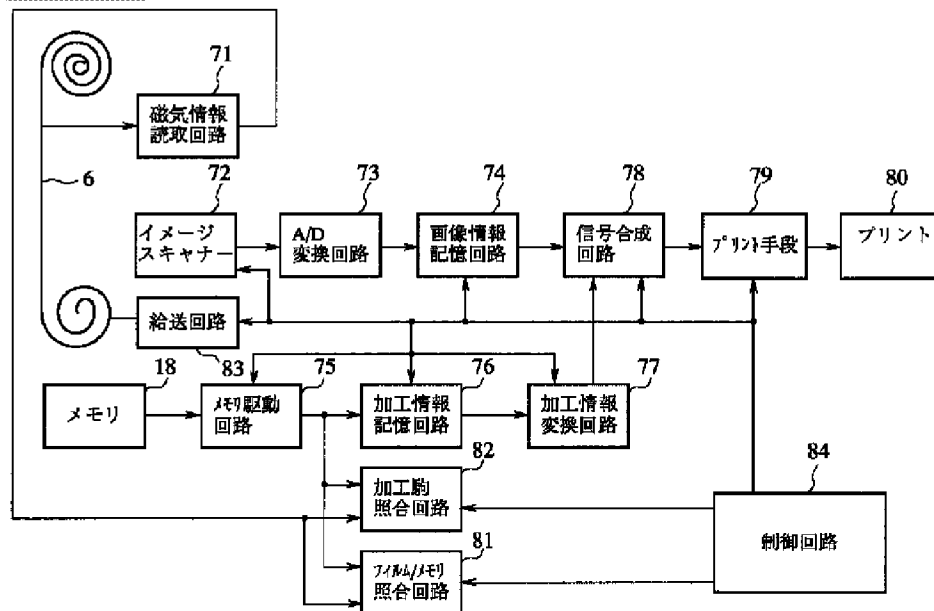 71
磁気情報
読取回路
6
72
イメージ
スキャナー
73
A/D
変換回路
74
画像情報
記憶回路
78
信号合成
回路
79
プリント手段
80
プリント
給送回路
83
18
メモリ
75
メモリ駆動
回路
76
加工情報
記憶回路
77
加工情報
変換回路
82
加工駒
照合回路
81
フィルム/メモリ
照合回路
84
制御回路